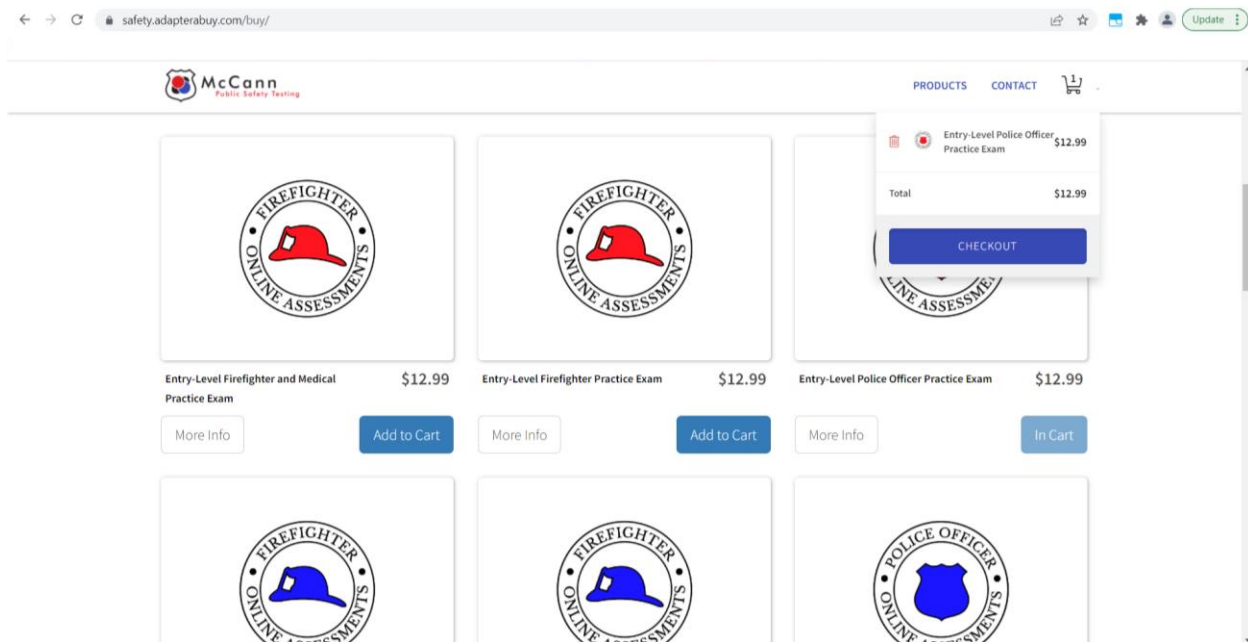 safety.adapterabuy.com/buy/
Update
McCann
Public Safety Testing
PRODUCTS
CONTACT
1
Entry-Level Police Officer
Practice Exam
$12.99
Total
$12.99
CHECKOUT
FIREFIGHTER
ONLINE ASSESSMENTS
FIREFIGHTER
ONLINE ASSESSMENTS
Entry-Level Firefighter and Medical
Practice Exam
$12.99
Entry-Level Firefighter Practice Exam
$12.99
Entry-Level Police Officer Practice Exam
$12.99
More Info
Add to Cart
More Info
Add to Cart
More Info
In Cart
FIREFIGHTER
ONLINE ASSESSMENTS
FIREFIGHTER
ONLINE ASSESSMENTS
POLICE OFFICER
ONLINE ASSESSMENTS